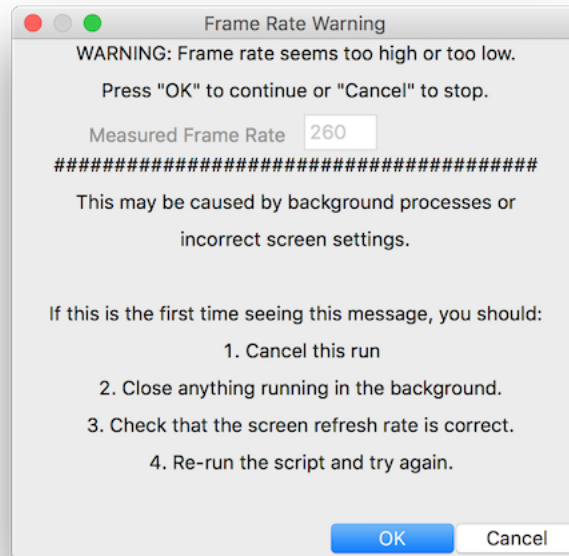 Frame Rate Warning
WARNING: Frame rate seems too high or too low.
Press "OK" to continue or "Cancel" to stop.
Measured Frame Rate 260
########################################
This may be caused by background processes or
incorrect screen settings.
If this is the first time seeing this message, you should:
1. Cancel this run
2. Close anything running in the background.
3. Check that the screen refresh rate is correct.
4. Re-run the script and try again.
OK Cancel